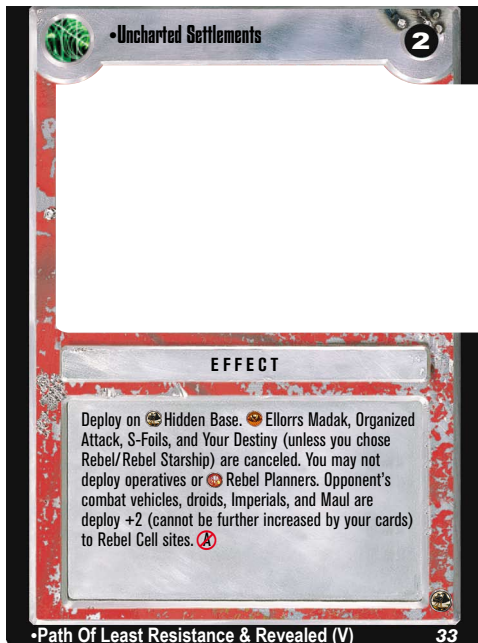 •Uncharted Settlements
2
EFFECT
Deploy on Hidden Base. Ellorrs Madak, Organized
Attack, S-Foils, and Your Destiny (unless you chose
Rebel/Rebel Starship) are canceled. You may not
deploy operatives or Rebel Planners. Opponent's
combat vehicles, droids, Imperials, and Maul are
deploy +2 (cannot be further increased by your cards)
to Rebel Cell sites. A
•Path Of Least Resistance & Revealed (V) 33